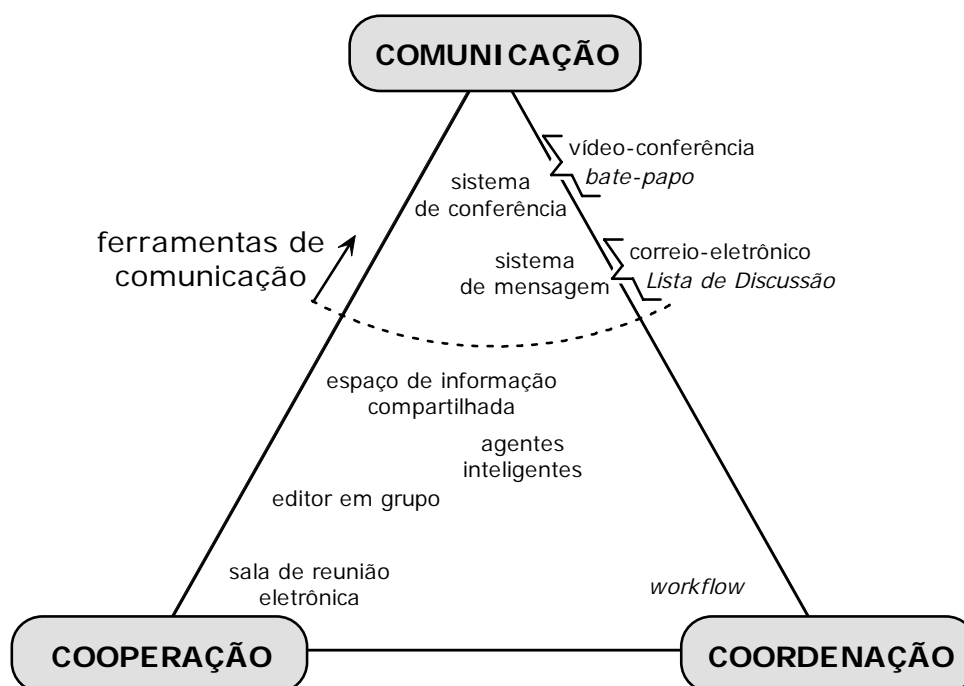 COMUNICAÇÃO
vídeo-conferência
bate-papo
sistema
de conferência
ferramentas de
comunicação
correio-eletrônico
Lista de Discussão
sistema
de mensagem
espaço de informação
compartilhada
agentes
inteligentes
editor em grupo
sala de reunião
eletrônica
workflow
COOPERAÇÃO
COORDENAÇÃO